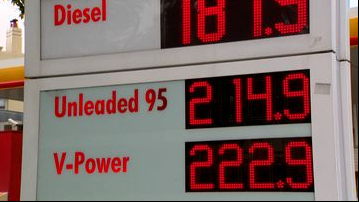 Diesel 181.9
Unleaded 95 214.9
V-Power 222.9